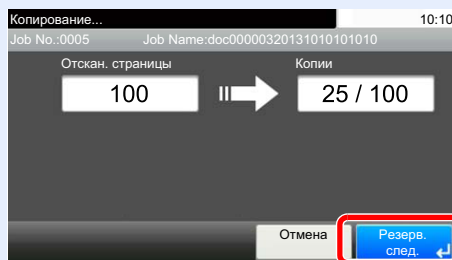 Копирование... 10:10
Job No.:0005 Job Name:doc00000320131010101010
Отскан. страницы Копии
100 25 / 100
Отмена Резерв.
след.